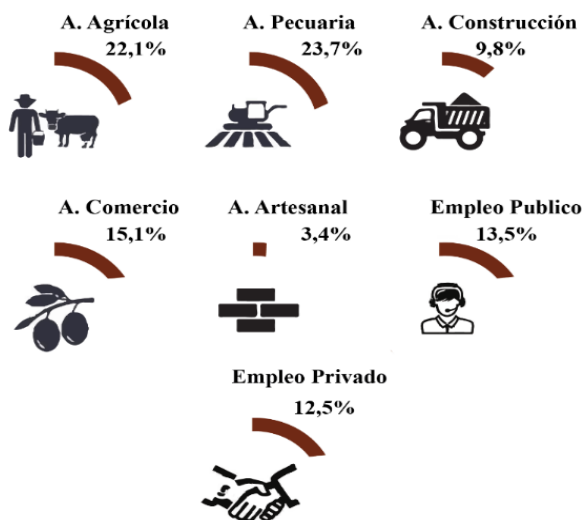 A. Agrícola
22,1%
A. Pecuaria
23,7%
A. Construcción
9,8%
A. Comercio
15,1%
A. Artesanal
3,4%
Empleo Publico
13,5%
Empleo Privado
12,5%